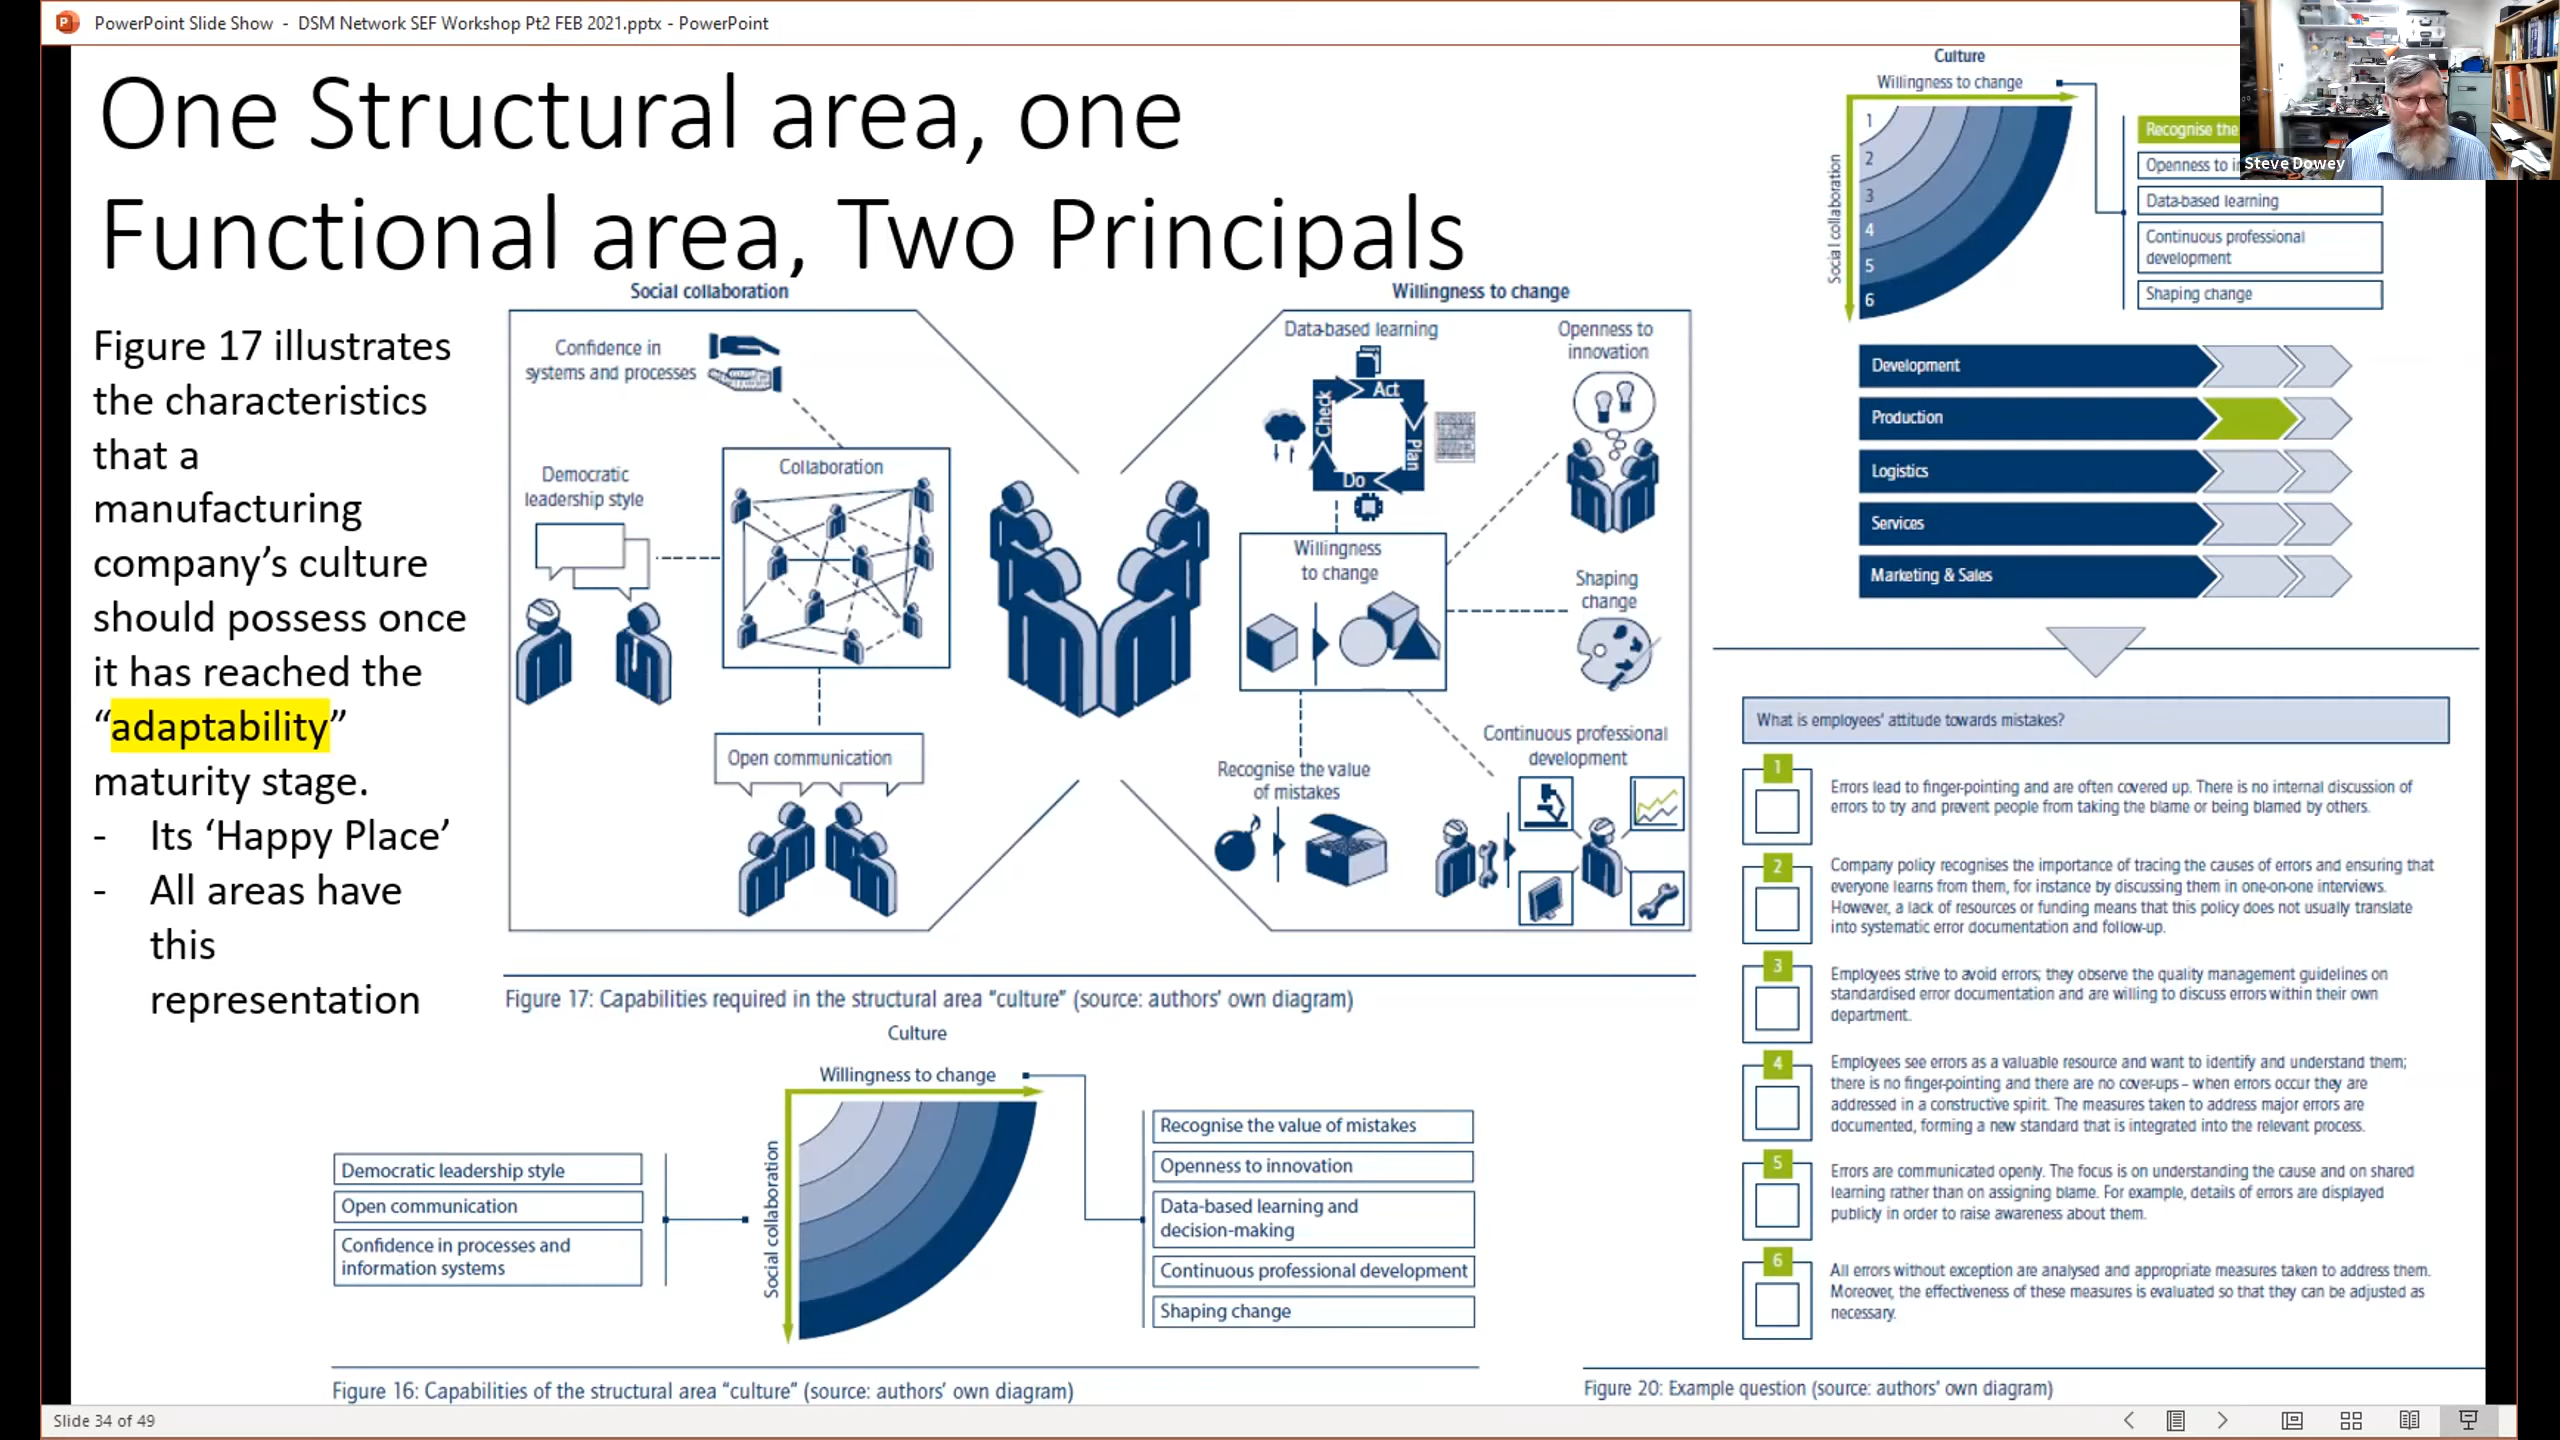 PowerPoint Slide Show - DSM Network SEF Workshop Pt2 FEB 2021.pptx - PowerPoint
One Structural area, one
Functional area, Two Principals
Figure 17 illustrates
the characteristics
that a
manufacturing
company’s culture
should possess once
it has reached the
“adaptability”
maturity stage.
- Its ‘Happy Place’
- All areas have
this
representation
Social collaboration
Confidence in
systems and processes
Democratic
leadership style
Collaboration
Open communication
Willingness to change
Data-based learning
Act
Plan
Do
Check
Openness to
innovation
Willingness
to change
Shaping
change
Recognise the value
of mistakes
Continuous professional
development
Figure 17: Capabilities required in the structural area “culture” (source: authors’ own diagram)
Culture
Willingness to change
Social collaboration
Democratic leadership style
Open communication
Confidence in processes and
information systems
Recognise the value of mistakes
Openness to innovation
Data-based learning and
decision-making
Continuous professional development
Shaping change
Figure 16: Capabilities of the structural area “culture” (source: authors’ own diagram)
Culture
Willingness to change
Social collaboration
1
2
3
4
5
6
Recognise the
Openness to
Data-based learning
Continuous professional
development
Shaping change
Steve Dowey
Development
Production
Logistics
Services
Marketing & Sales
What is employees’ attitude towards mistakes?
1
Errors lead to finger-pointing and are often covered up. There is no internal discussion of
errors to try and prevent people from taking the blame or being blamed by others.
2
Company policy recognises the importance of tracing the causes of errors and ensuring that
everyone learns from them, for instance by discussing them in one-on-one interviews.
However, a lack of resources or funding means that this policy does not usually translate
into systematic error documentation and follow-up.
3
Employees strive to avoid errors; they observe the quality management guidelines on
standardised error documentation and are willing to discuss errors within their own
department.
4
Employees see errors as a valuable resource and want to identify and understand them;
there is no finger-pointing and there are no cover-ups – when errors occur they are
addressed in a constructive spirit. The measures taken to address major errors are
documented, forming a new standard that is integrated into the relevant process.
5
Errors are communicated openly. The focus is on understanding the cause and on shared
learning rather than on assigning blame. For example, details of errors are displayed
publicly in order to raise awareness about them.
6
All errors without exception are analysed and appropriate measures taken to address them.
Moreover, the effectiveness of these measures is evaluated so that they can be adjusted as
necessary.
Figure 20: Example question (source: authors’ own diagram)
Slide 34 of 49